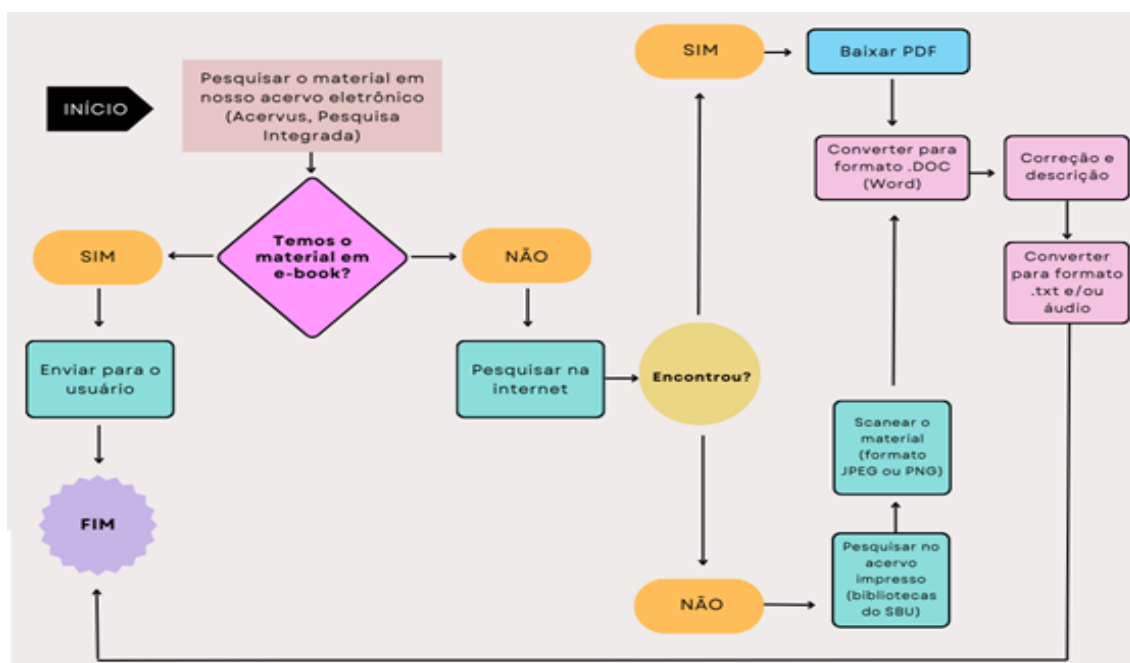 INÍCIO
Pesquisar o material em
nosso acervo eletrônico
(Acervus, Pesquisa
Integrada)
Temos o
material em
e-book?
SIM
Enviar para o
usuário
FIM
NÃO
Pesquisar na
internet
Encontrou?
SIM
Baixar PDF
Converter para
formato .DOC
(Word)
Correção e
descrição
Converter
para formato
.txt e/ou
áudio
NÃO
Pesquisar no
acervo
impresso
(bibliotecas
do SBU)
Scanear o
material
(formato
JPEG ou PNG)